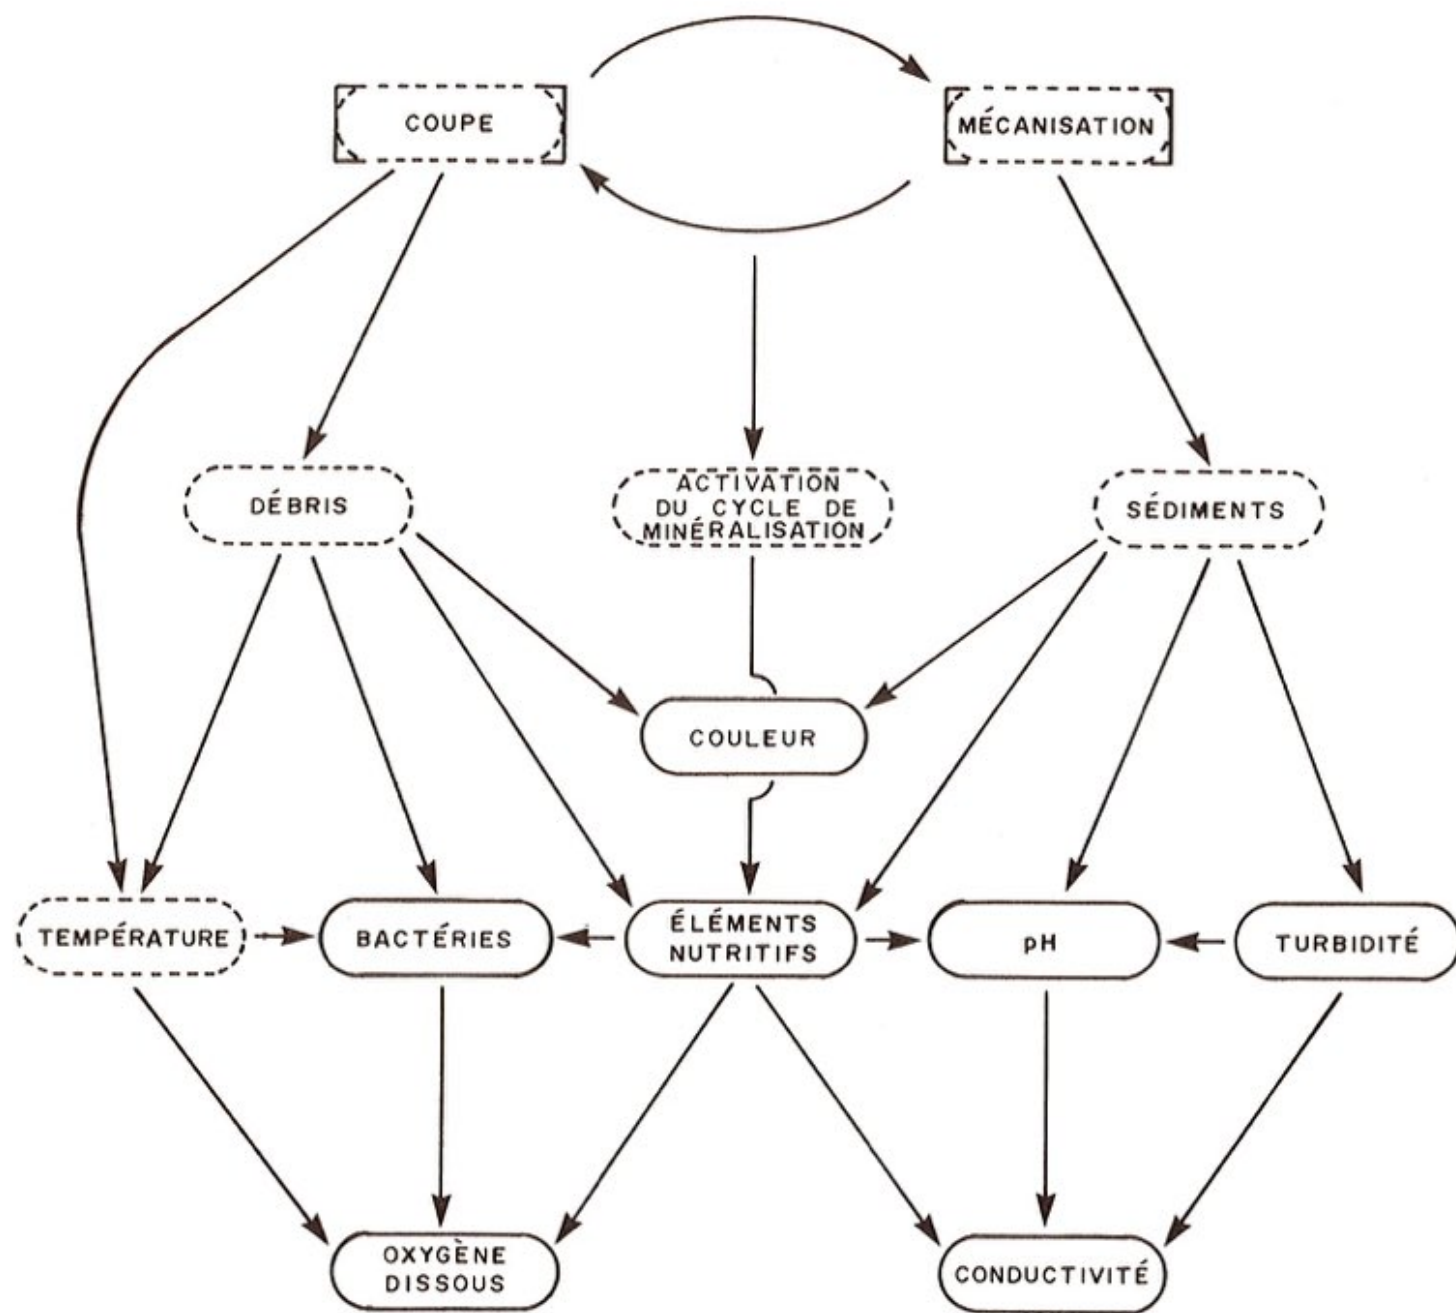 COUPE
MÉCANISATION
DÉBRIS
ACTIVATION
DU CYCLE DE
MINÉRALISATION
SÉDIMENTS
COULEUR
TEMPÉRATURE
BACTÉRIES
ÉLÉMENTS
NUTRITIFS
pH
TURBIDITÉ
OXYGÈNE
DISSOUS
CONDUCTIVITÉ